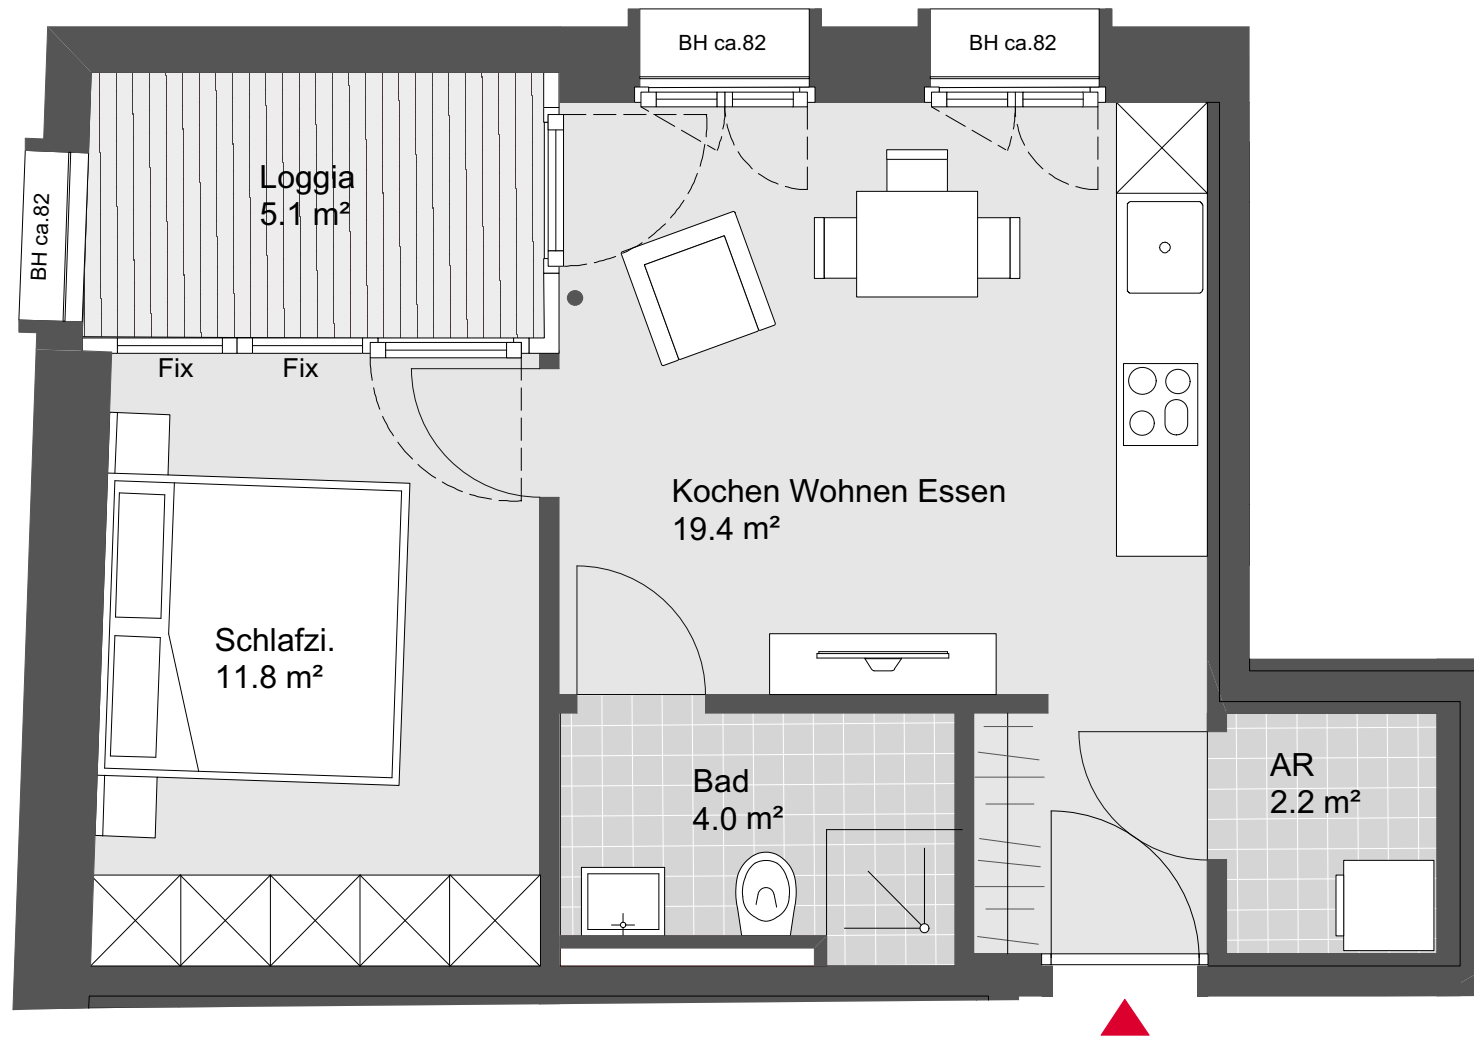 BH ca.82
BH ca.82
Loggia
5.1 m²
BH ca.82
Fix
Fix
Kochen Wohnen Essen
19.4 m²
Schlafzi.
11.8 m²
Bad
4.0 m²
AR
2.2 m²